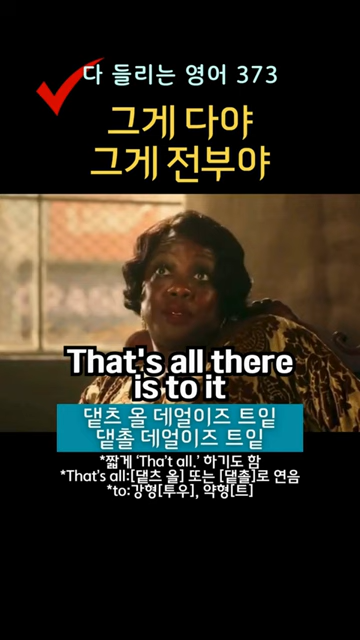 다 들리는 영어 373
그게 다야
그게 전부야
That's all there
is to it
댙츠 올 데얼이즈 트잍
댙촐 데얼이즈 트잍
*짧게 'Tha't all,' 하기도 함
*That's all:[댙츠 올] 또는 [댙촐]로 연음
*to:강형[투우], 약형[트]